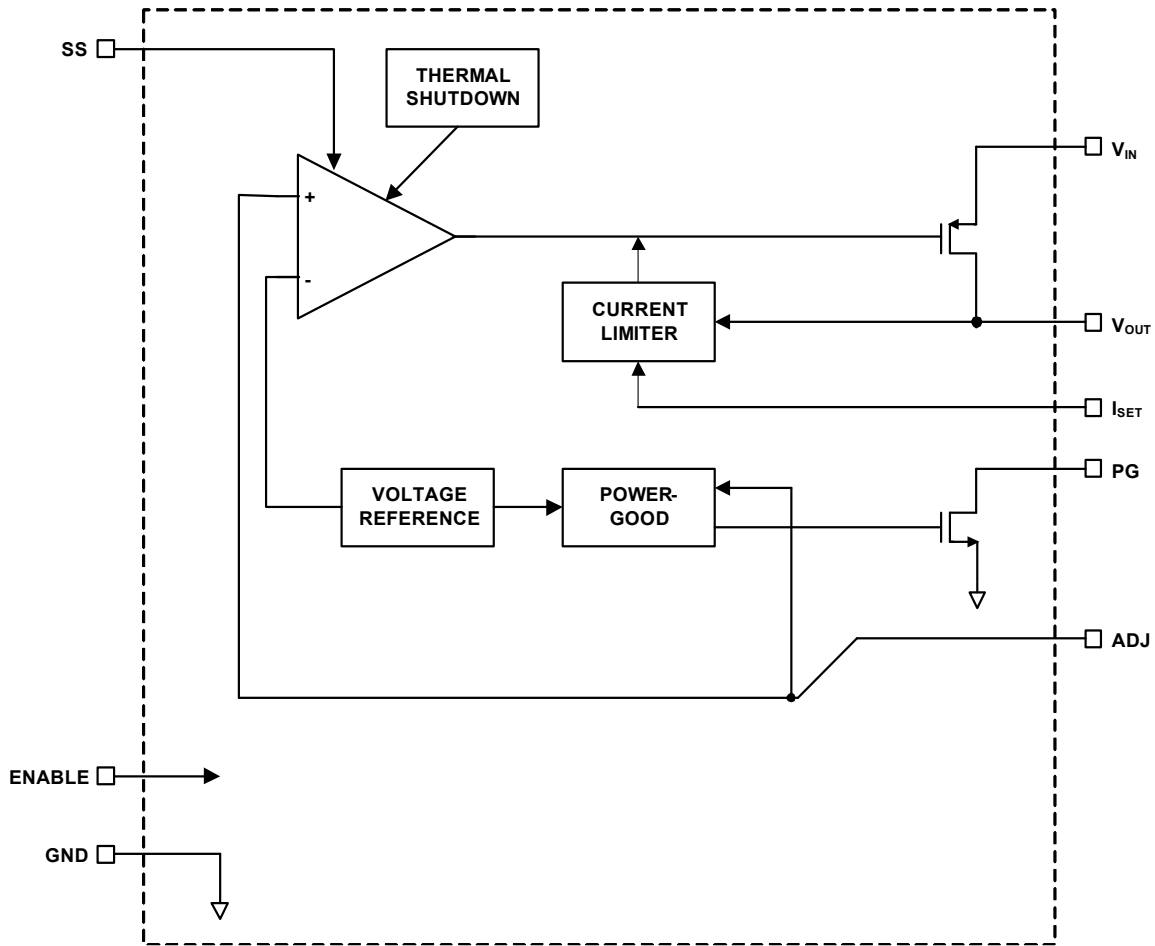 SS
THERMAL
SHUTDOWN
VIN
+
-
CURRENT
LIMITER
VOUT
ISET
PG
VOLTAGE
REFERENCE
POWER-
GOOD
ADJ
ENABLE
GND